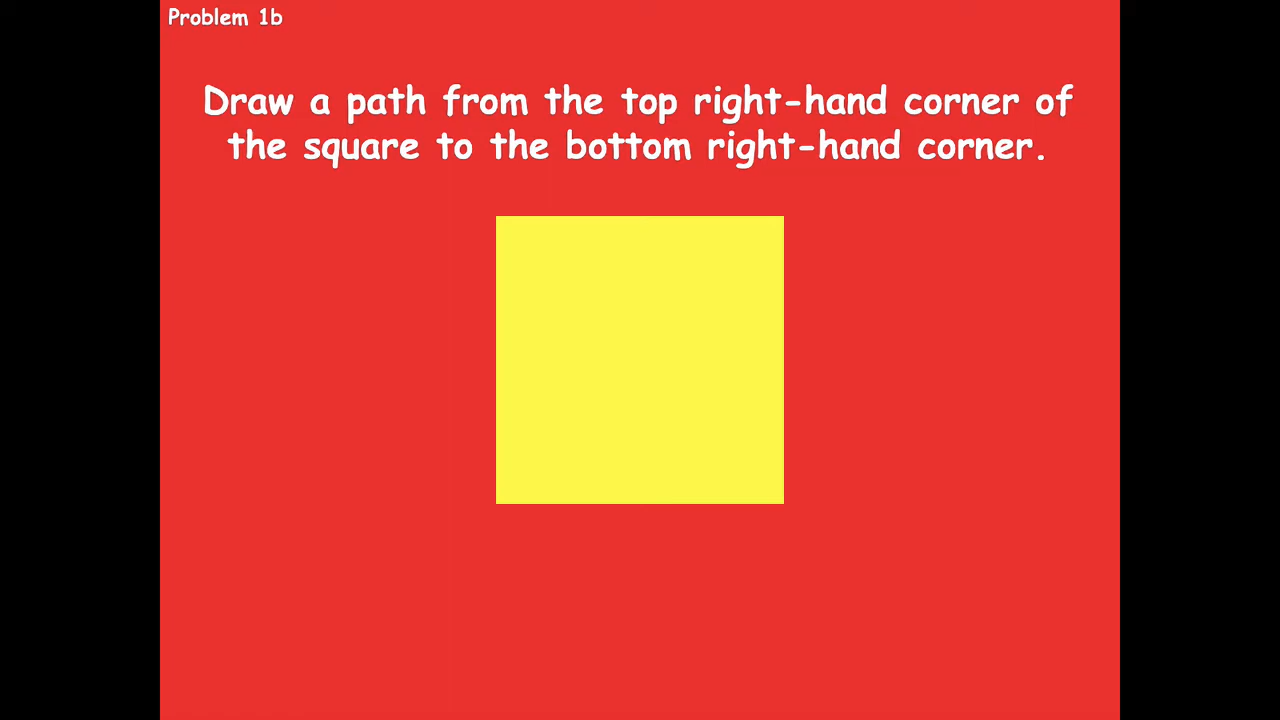 Problem 1b
Draw a path from the top right-hand corner of
the square to the bottom right-hand corner.